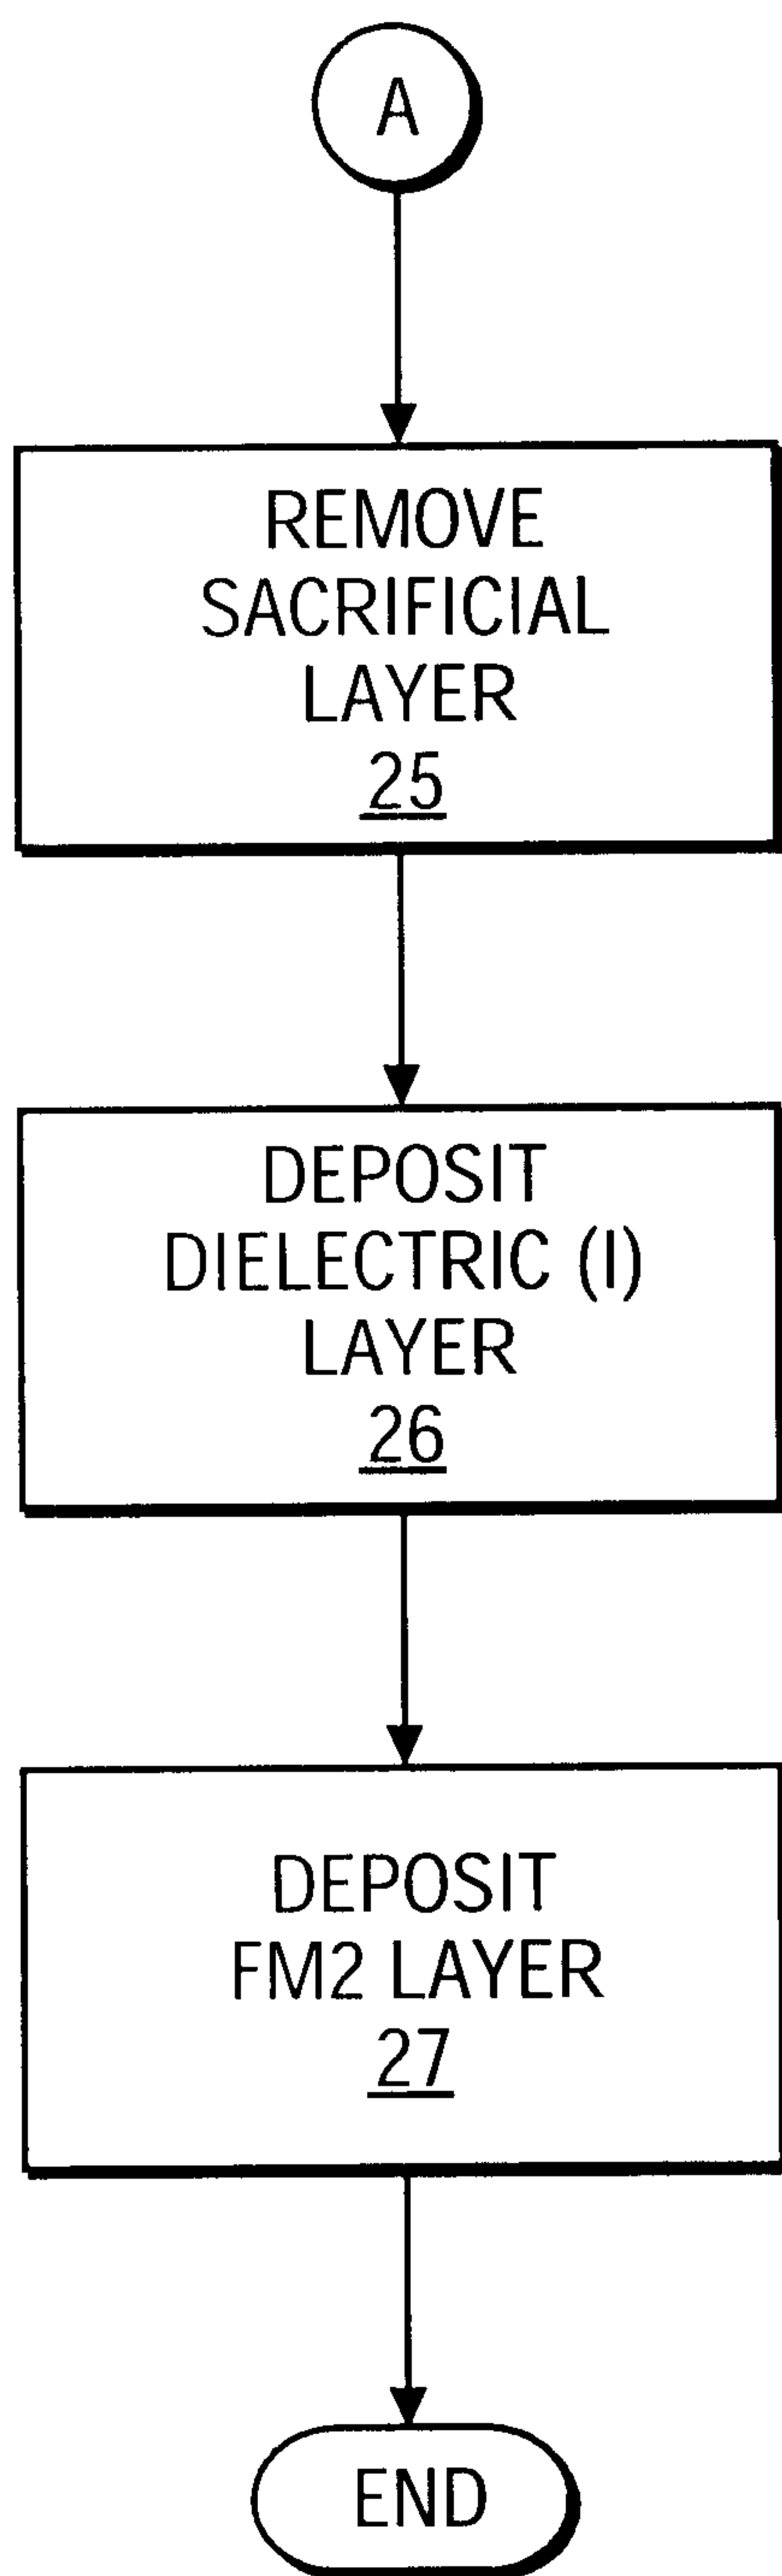 A
REMOVE
SACRIFICIAL
LAYER
25
DEPOSIT
DIELECTRIC (I)
LAYER
26
DEPOSIT
FM2 LAYER
27
END